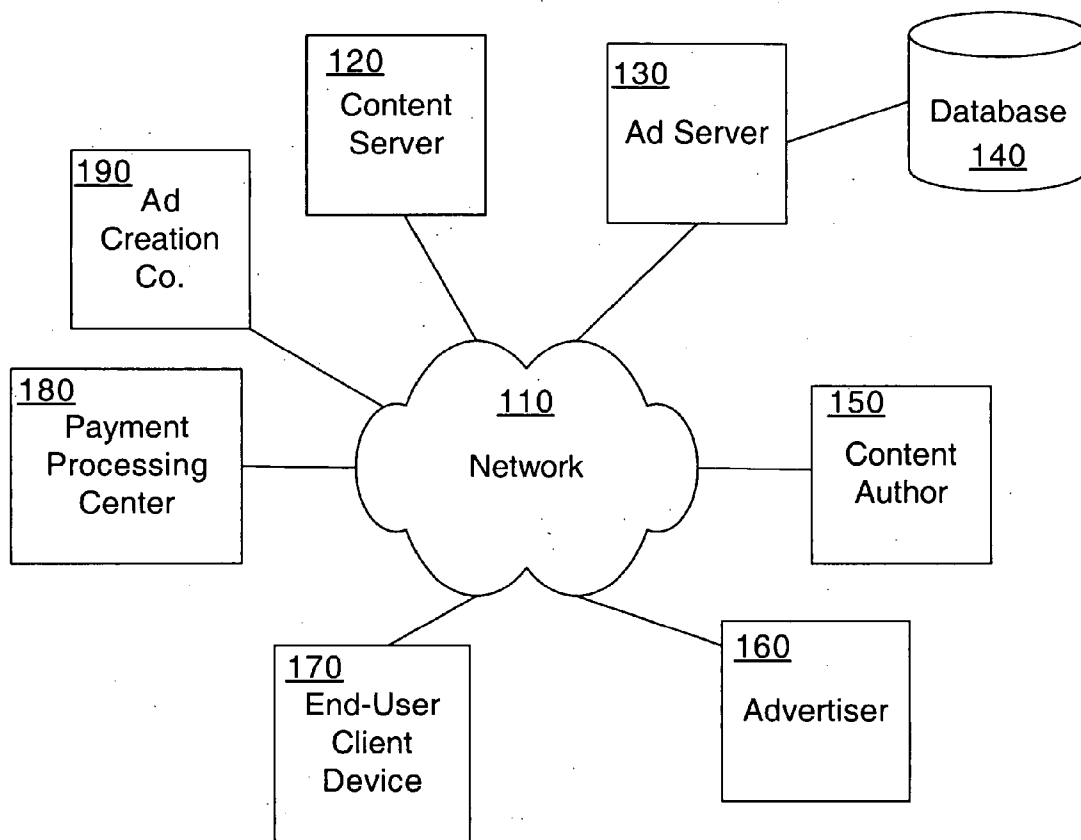 120
Content
Server
130
Ad Server
Database
140
190
Ad
Creation
Co.
180
Payment
Processing
Center
110
Network
150
Content
Author
170
End-User
Client
Device
160
Advertiser